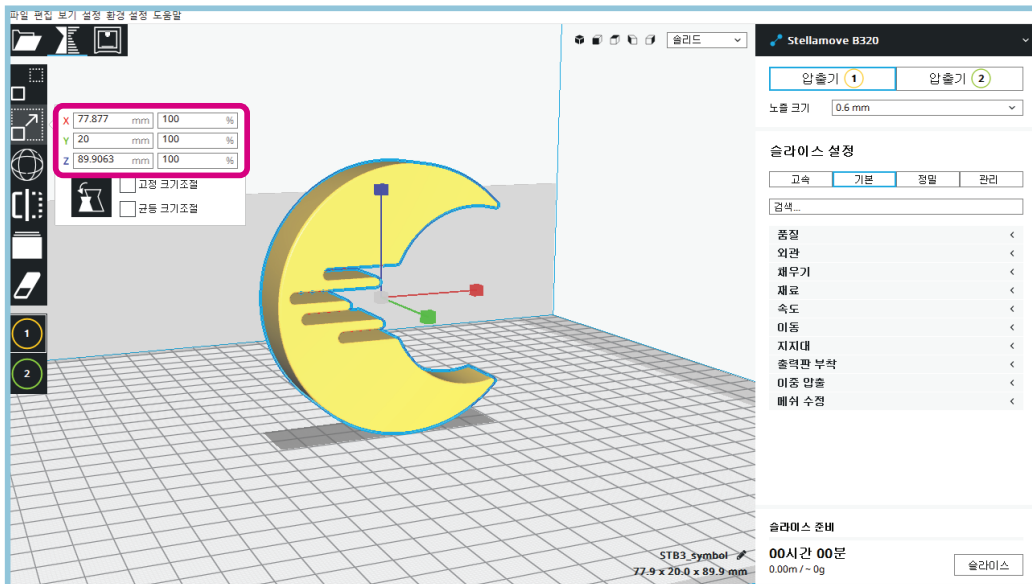 파일 편집 보기 설정 환경 설정 도움말
솔리드
Stellamove B320
압출기 1
압출기 2
노즐 크기
0.6 mm
X 77.877 mm 100 %
Y 20 mm 100 %
Z 89.9063 mm 100 %
고정 크기조절
균등 크기조절
슬라이스 설정
고속 기본 정밀 관리
검색...
품질
외관
채우기
재료
속도
이동
지지대
출력판 부착
이중 압출
메쉬 수정
1
2
STB3_symbol
77.9 x 20.0 x 89.9 mm
슬라이스 준비
00시간 00분
0.00m / ~ 0g
슬라이스